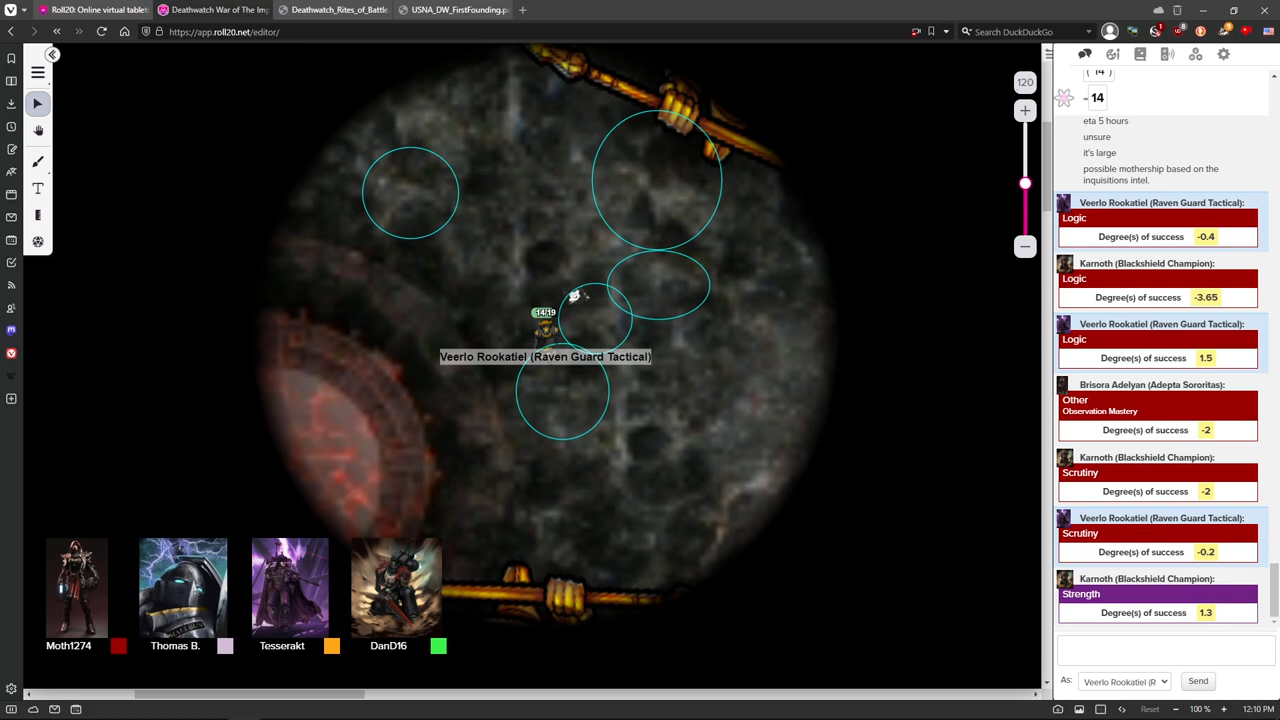 Roll20: Online virtual tablet
Deathwatch War of The Imp
Deathwatch_Rites_of_Battle
USNA_DW_FirstFounding.p
https://app.roll20.net/editor/
Search DuckDuckGo
120
14
= 14
eta 5 hours
unsure
it's large
possible mothership based on the
inquisitions intel.
Veerlo Rookatiel (Raven Guard Tactical):
Logic
Degree(s) of success -0.4
Karnoth (Blackshield Champion):
Logic
Degree(s) of success -3.65
Veerlo Rookatiel (Raven Guard Tactical):
Logic
Degree(s) of success 1.5
Brisora Adelyan (Adepta Sororitas):
Other
Observation Mastery
Degree(s) of success -2
Karnoth (Blackshield Champion):
Scrutiny
Degree(s) of success -2
Veerlo Rookatiel (Raven Guard Tactical):
Scrutiny
Degree(s) of success -0.2
Karnoth (Blackshield Champion):
Strength
Degree(s) of success 1.3
14/19
Veerlo Rookatiel (Raven Guard Tactical)
Moth1274
Thomas B.
Tesserakt
DanD16
As: Veerlo Rookatiel (R
Send
Reset
100 %
12:10 PM